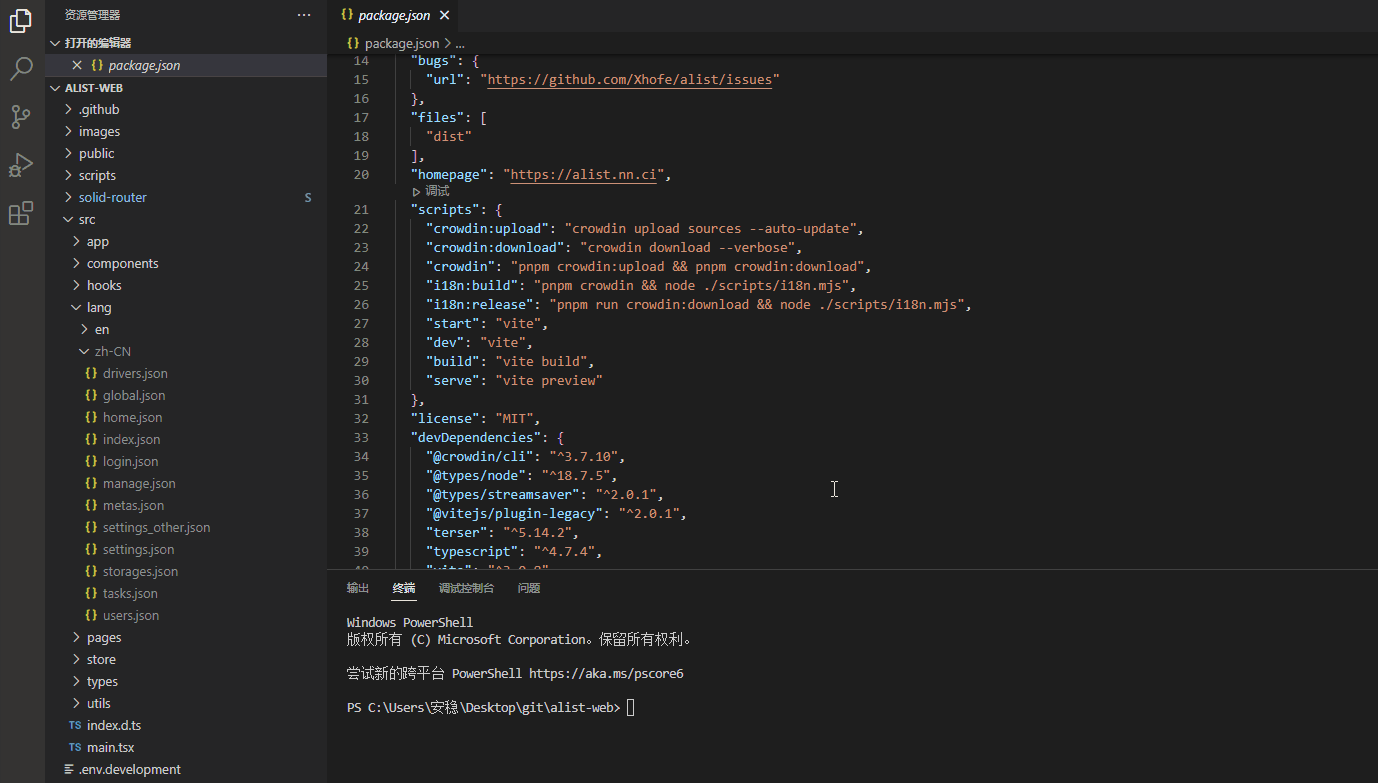 资源管理器
···
打开的编辑器
× {} package.json
ALIST-WEB
.github
images
public
scripts
solid-router S
src
app
components
hooks
lang
en
zh-CN
{} drivers.json
{} global.json
{} home.json
{} index.json
{} login.json
{} manage.json
{} metas.json
{} settings_other.json
{} settings.json
{} storages.json
{} tasks.json
{} users.json
pages
store
types
utils
TS index.d.ts
TS main.tsx
.env.development
{} package.json ×
{} package.json > ...
14 "bugs": {
15 "url": "https://github.com/Xhofe/alist/issues"
16 },
17 "files": [
18 "dist"
19 ],
20 "homepage": "https://alist.nn.ci",
调试
21 "scripts": {
22 "crowdin:upload": "crowdin upload sources --auto-update",
23 "crowdin:download": "crowdin download --verbose",
24 "crowdin": "pnpm crowdin:upload && pnpm crowdin:download",
25 "i18n:build": "pnpm crowdin && node ./scripts/i18n.mjs",
26 "i18n:release": "pnpm run crowdin:download && node ./scripts/i18n.mjs",
27 "start": "vite",
28 "dev": "vite",
29 "build": "vite build",
30 "serve": "vite preview"
31 },
32 "license": "MIT",
33 "devDependencies": {
34 "@crowdin/cli": "^3.7.10",
35 "@types/node": "^18.7.5",
36 "@types/streamsaver": "^2.0.1",
37 "@vitejs/plugin-legacy": "^2.0.1",
38 "terser": "^5.14.2",
39 "typescript": "^4.7.4",
输出 终端 调试控制台 问题
Windows PowerShell
版权所有 (C) Microsoft Corporation。保留所有权利。
尝试新的跨平台 PowerShell https://aka.ms/pscore6
PS C:\Users\安稳\Desktop\git\alist-web>